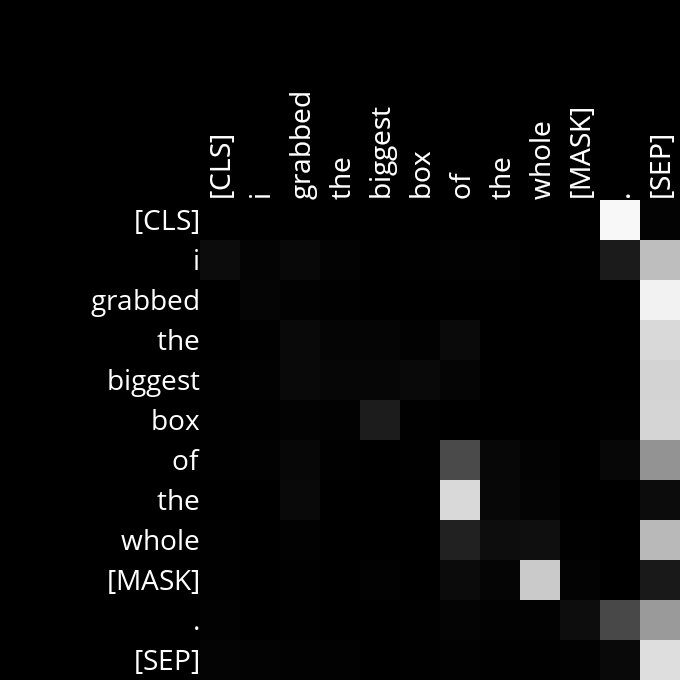 [CLS] i grabbed the biggest box of the whole [MASK] . [SEP]
[CLS]
i
grabbed
the
biggest
box
of
the
whole
[MASK]
.
[SEP]